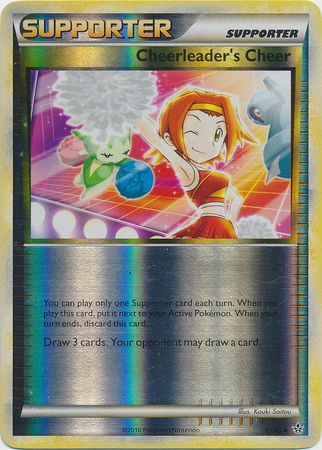 SUPPORTER SUPPORTER
Cheerleader's Cheer
You can play only one Supporter card each turn. When you
play this card, put it next to your Active Pokémon. When your
turn ends, discard this card.
Draw 3 cards. Your opponent may draw a card.
Illus. Kouki Saitou
©2010 Pokémon/Nintendo